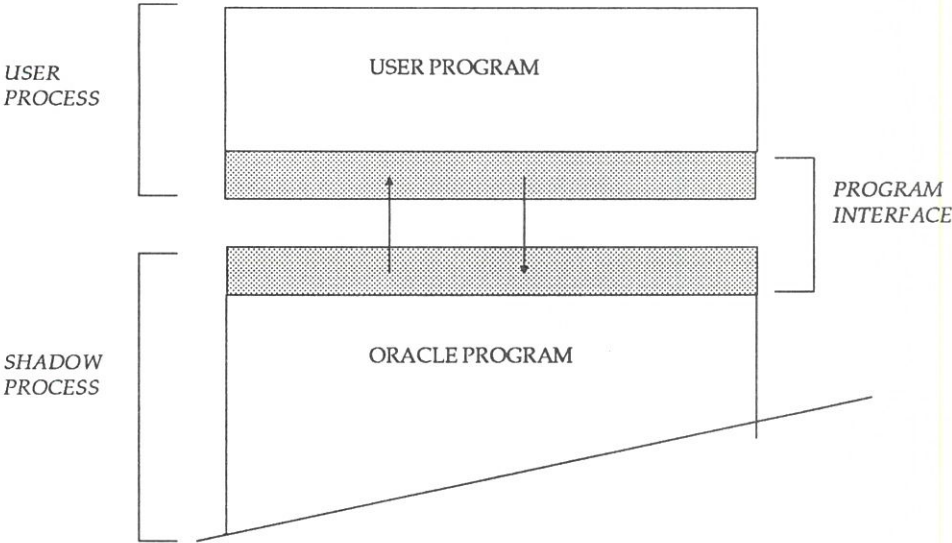 USER PROGRAM
USER
PROCESS
PROGRAM
INTERFACE
ORACLE PROGRAM
SHADOW
PROCESS